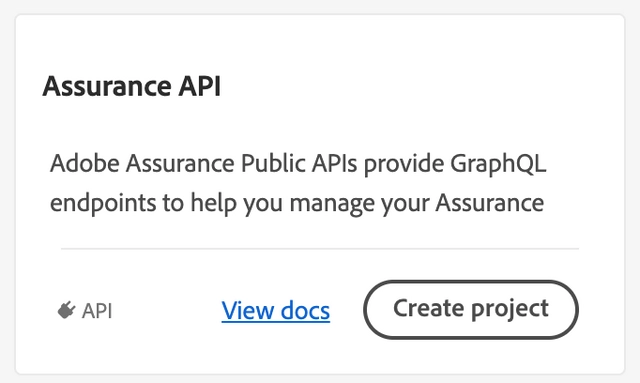 Assurance API
Adobe Assurance Public APIs provide GraphQL
endpoints to help you manage your Assurance
API
View docs
Create project